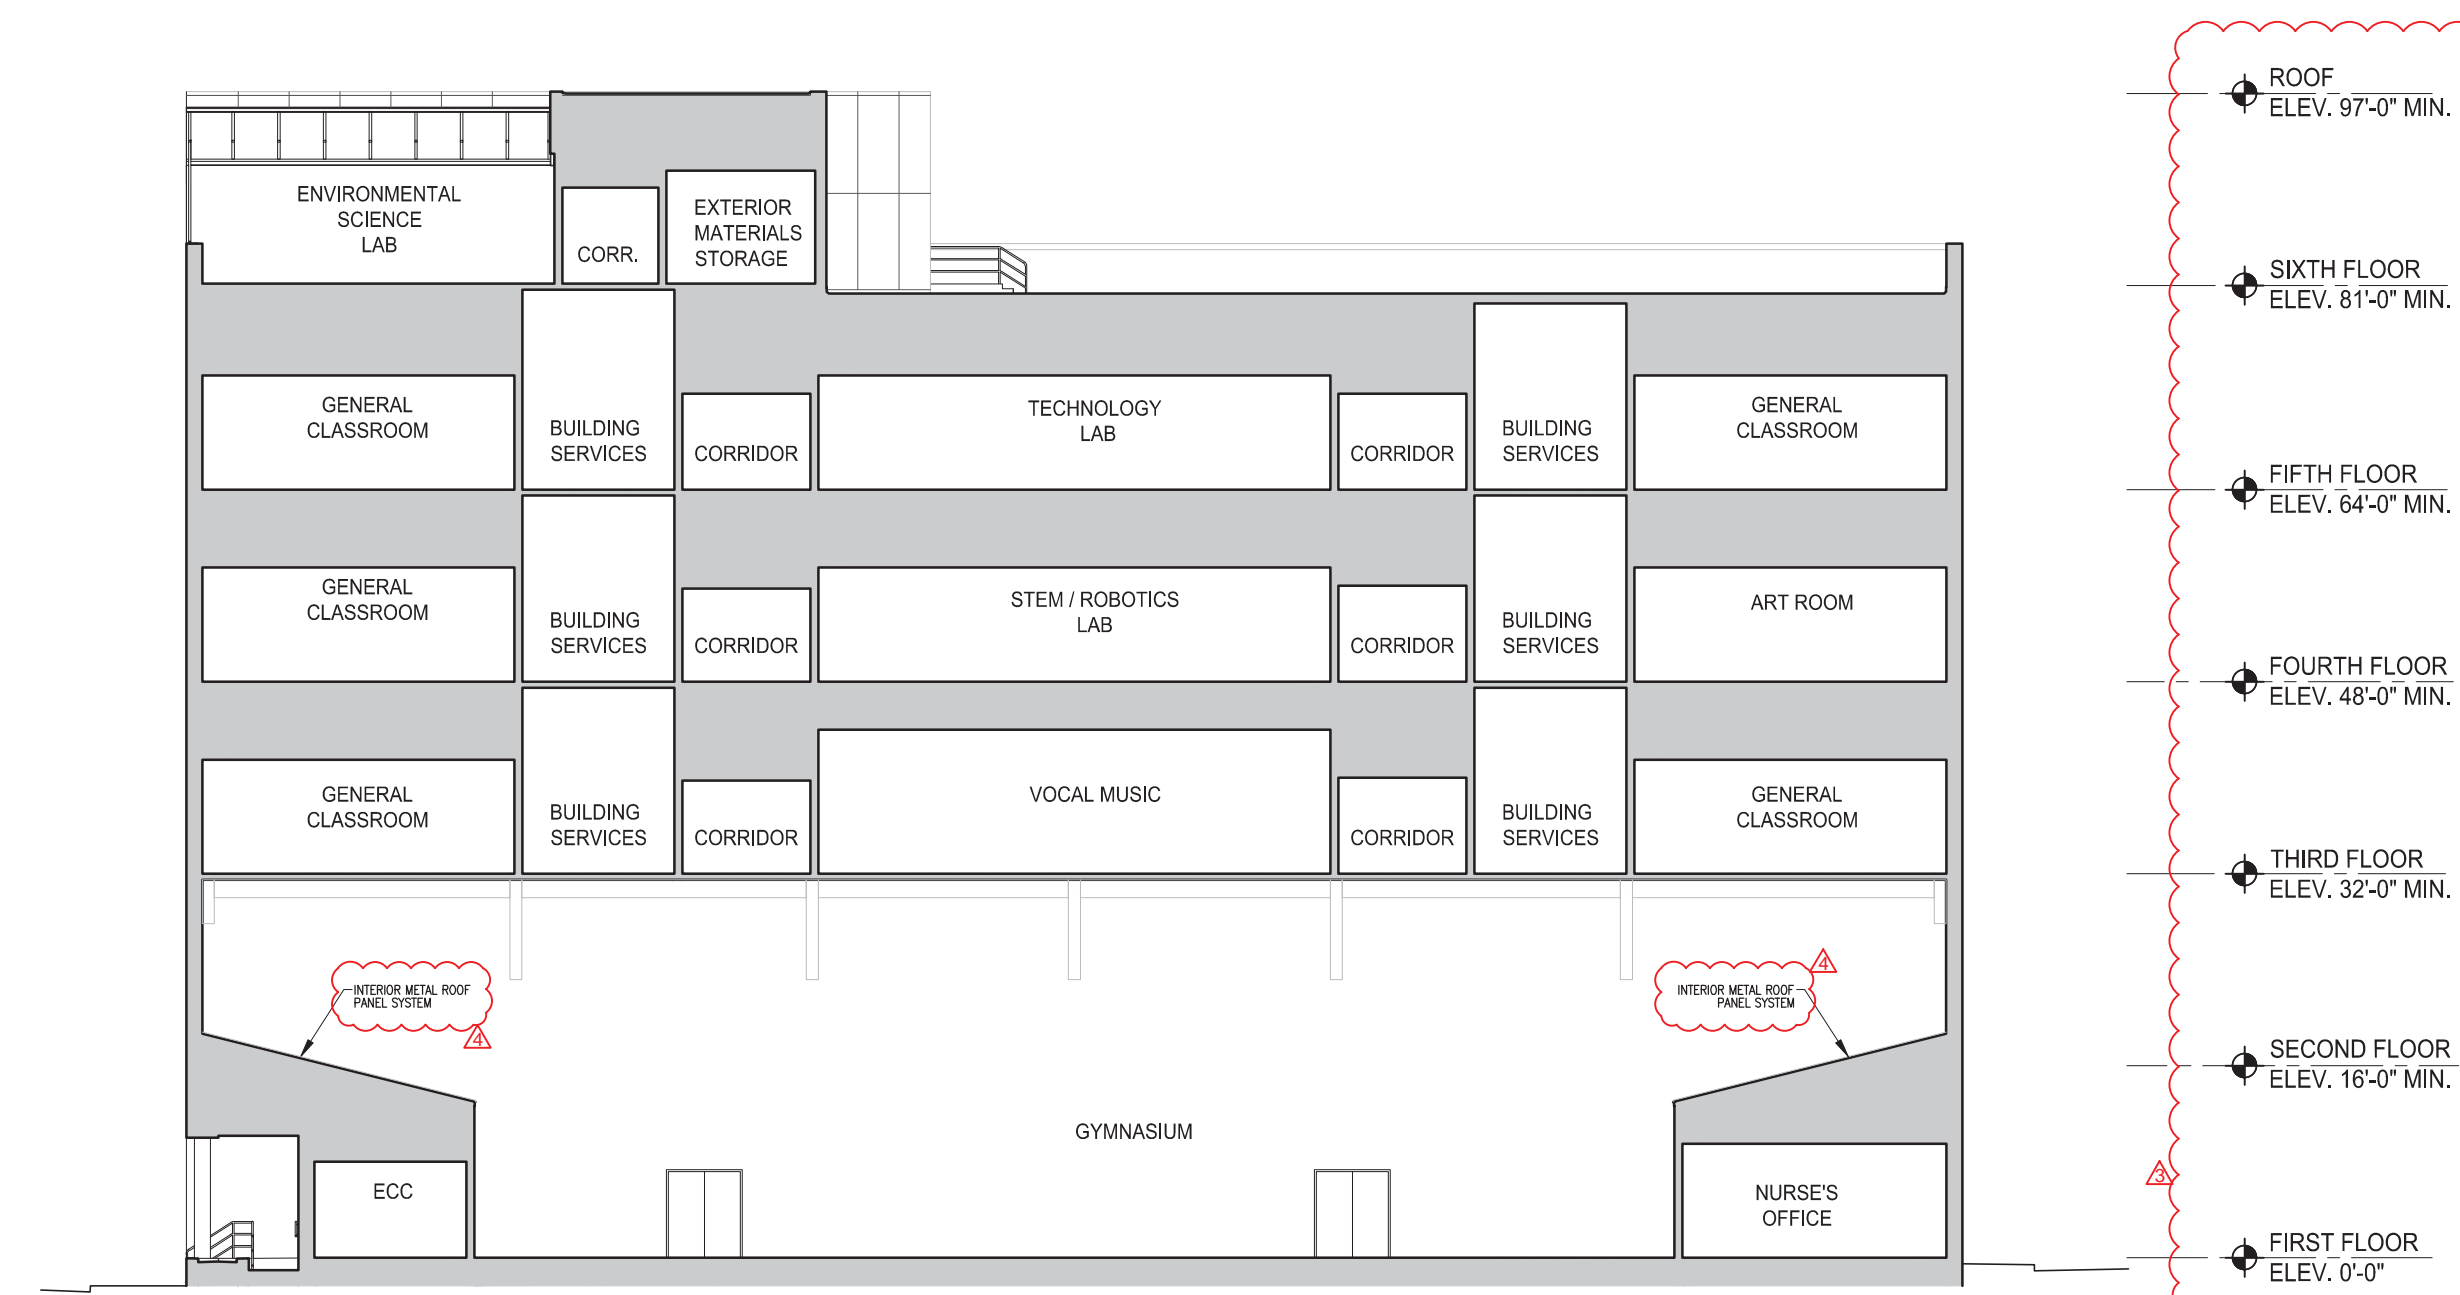 ROOF
ELEV. 97'-0" MIN.
ENVIRONMENTAL
SCIENCE
LAB
CORR.
EXTERIOR
MATERIALS
STORAGE
SIXTH FLOOR
ELEV. 81'-0" MIN.
GENERAL
CLASSROOM
BUILDING
SERVICES
CORRIDOR
TECHNOLOGY
LAB
CORRIDOR
BUILDING
SERVICES
GENERAL
CLASSROOM
FIFTH FLOOR
ELEV. 64'-0" MIN.
GENERAL
CLASSROOM
BUILDING
SERVICES
CORRIDOR
STEM / ROBOTICS
LAB
CORRIDOR
BUILDING
SERVICES
ART ROOM
FOURTH FLOOR
ELEV. 48'-0" MIN.
GENERAL
CLASSROOM
BUILDING
SERVICES
CORRIDOR
VOCAL MUSIC
CORRIDOR
BUILDING
SERVICES
GENERAL
CLASSROOM
THIRD FLOOR
ELEV. 32'-0" MIN.
INTERIOR METAL ROOF
PANEL SYSTEM
4
INTERIOR METAL ROOF
PANEL SYSTEM
4
SECOND FLOOR
ELEV. 16'-0" MIN.
GYMNASIUM
ECC
NURSE'S
OFFICE
3
FIRST FLOOR
ELEV. 0'-0"